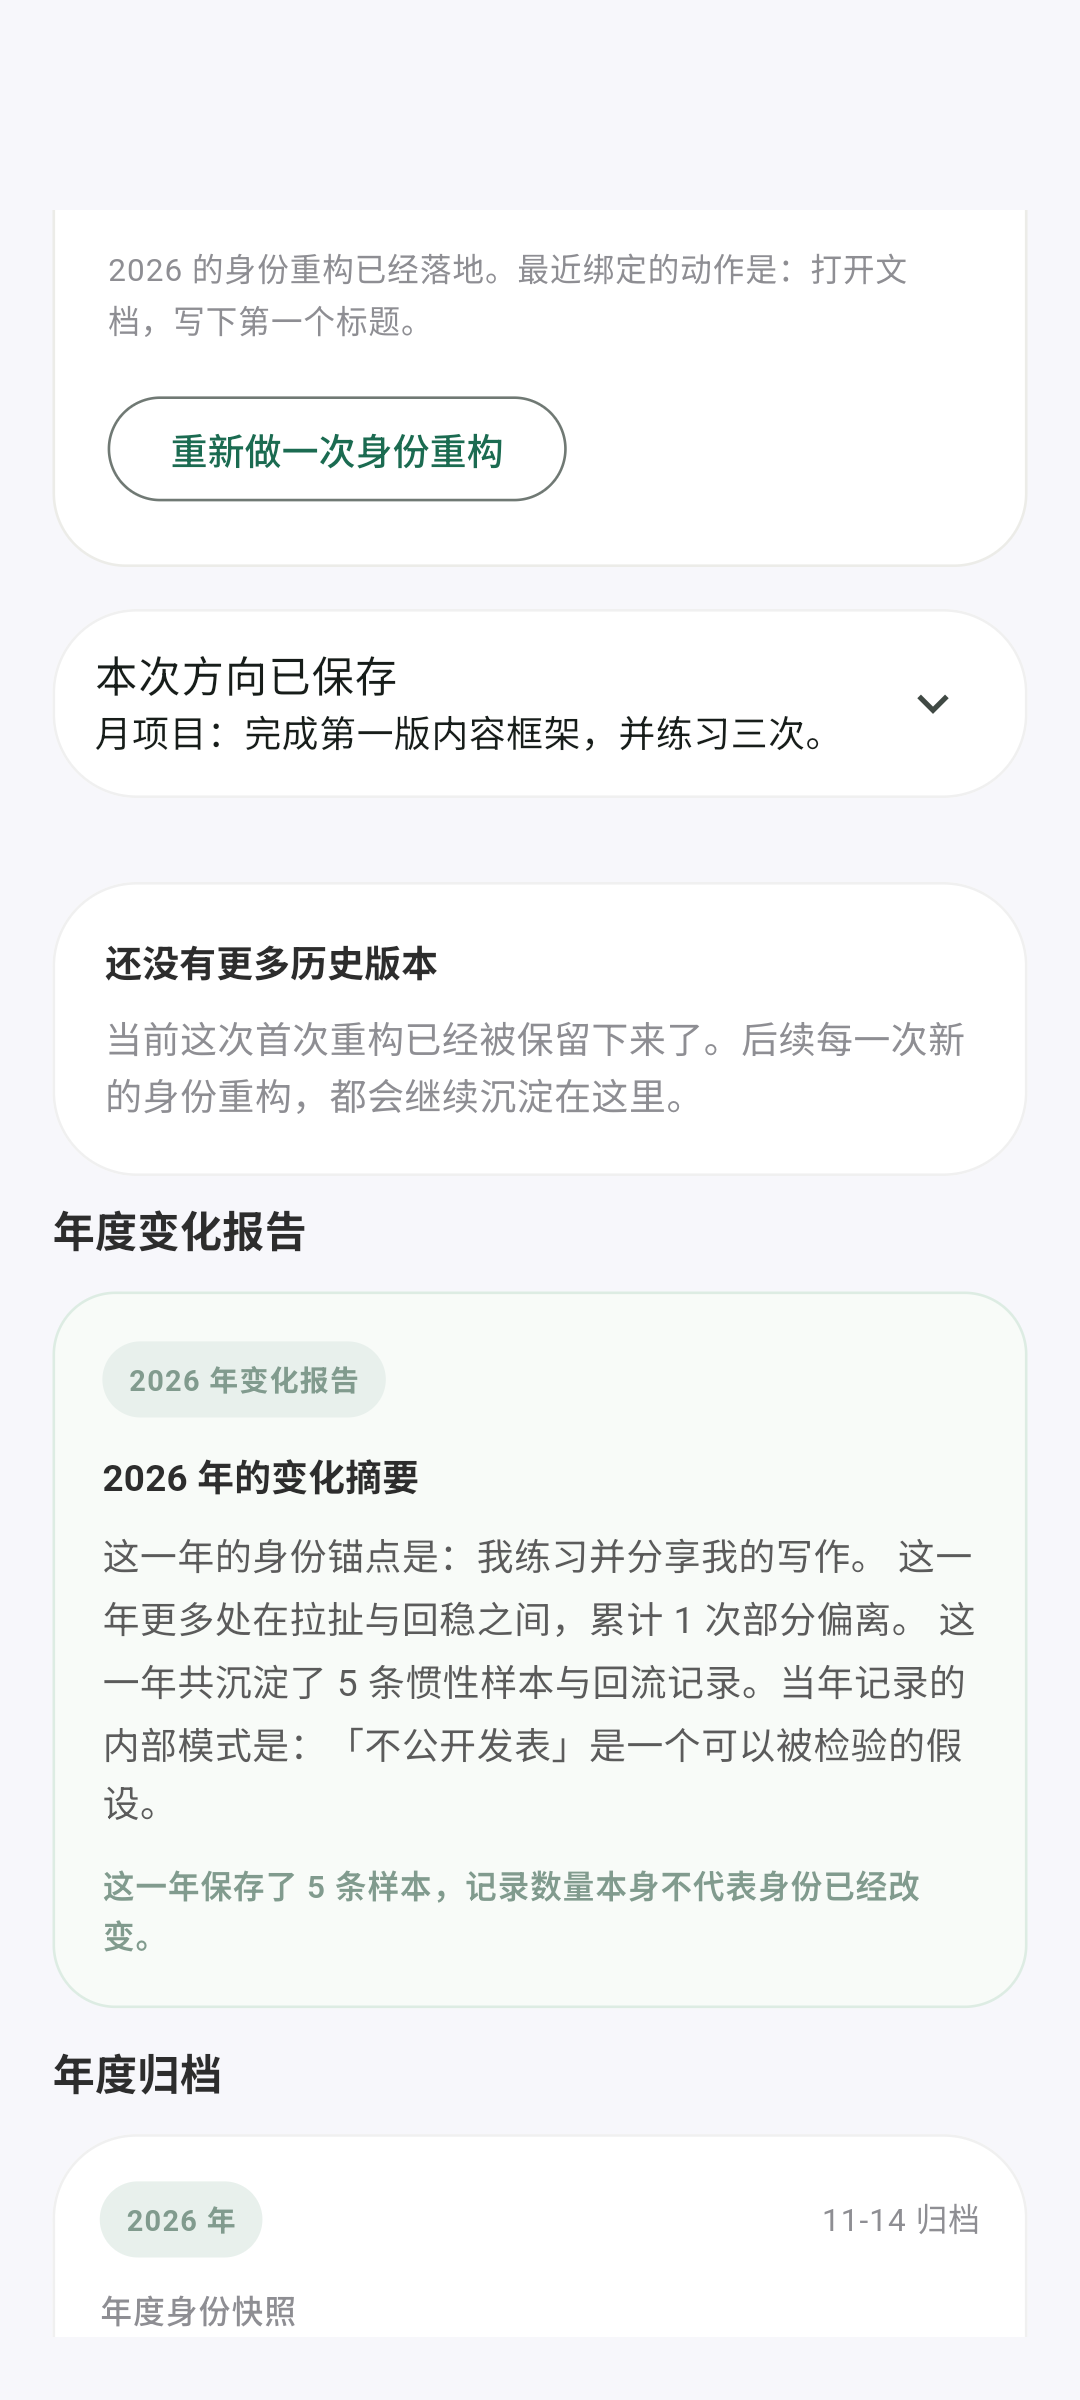 2026 的身份重构已经落地。最近绑定的动作是：打开文
档，写下第一个标题。
重新做一次身份重构
本次方向已保存
月项目：完成第一版内容框架，并练习三次。
还没有更多历史版本
当前这次首次重构已经被保留下来了。后续每一次新
的身份重构，都会继续沉淀在这里。
年度变化报告
2026 年变化报告
2026 年的变化摘要
这一年的身份锚点是：我练习并分享我的写作。 这一
年更多处在拉扯与回稳之间，累计 1 次部分偏离。 这
一年共沉淀了 5 条惯性样本与回流记录。当年记录的
内部模式是：「不公开发表」是一个可以被检验的假
设。
这一年保存了 5 条样本，记录数量本身不代表身份已经改
变。
年度归档
2026 年
11-14 归档
年度身份快照